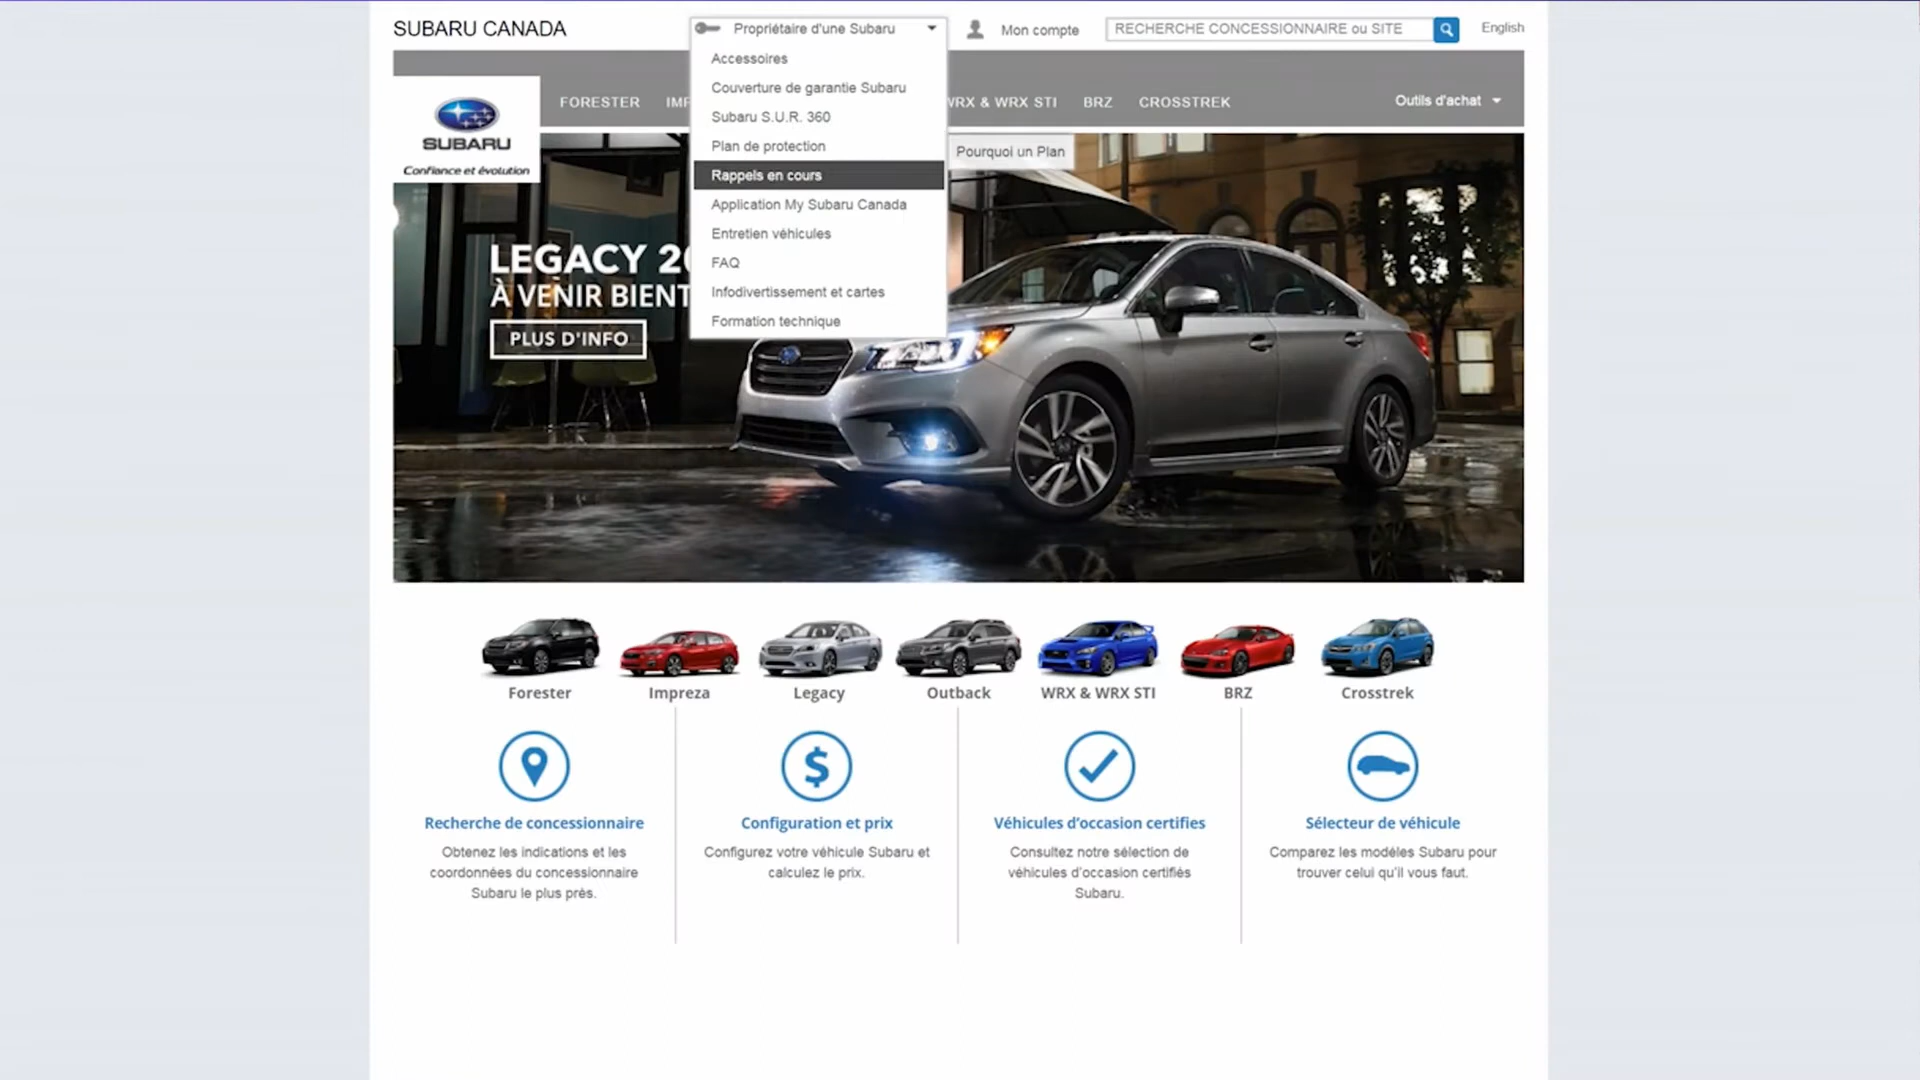 SUBARU CANADA
Propriétaire d'une Subaru
Mon compte
RECHERCHE CONCESSIONNAIRE ou SITE
English
Accessoires
Couverture de garantie Subaru
Subaru S.U.R. 360
Plan de protection
Rappels en cours
Application My Subaru Canada
Entretien véhicules
FAQ
Infodivertissement et cartes
Formation technique
Pourquoi un Plan
SUBARU
Confiance et évolution
FORESTER
WRX & WRX STI
BRZ
CROSSTREK
Outils d'achat
LEGACY
À VENIR
PLUS D'INFO
Forester
Impreza
Legacy
Outback
WRX & WRX STI
BRZ
Crosstrek
Recherche de concessionnaire
Obtenez les indications et les
coordonnées du concessionnaire
Subaru le plus près.
Configuration et prix
Configurez votre véhicule Subaru et
calculez le prix.
Véhicules d'occasion certifies
Consultez notre sélection de
véhicules d'occasion certifiés
Subaru.
Sélecteur de véhicule
Comparez les modéles Subaru pour
trouver celui qu'il vous faut.